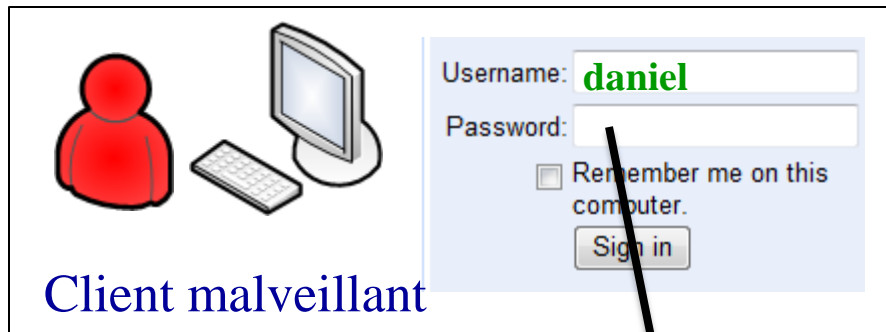 Username: daniel
Password:
Remember me on this
computer.
Sign in
Client malveillant